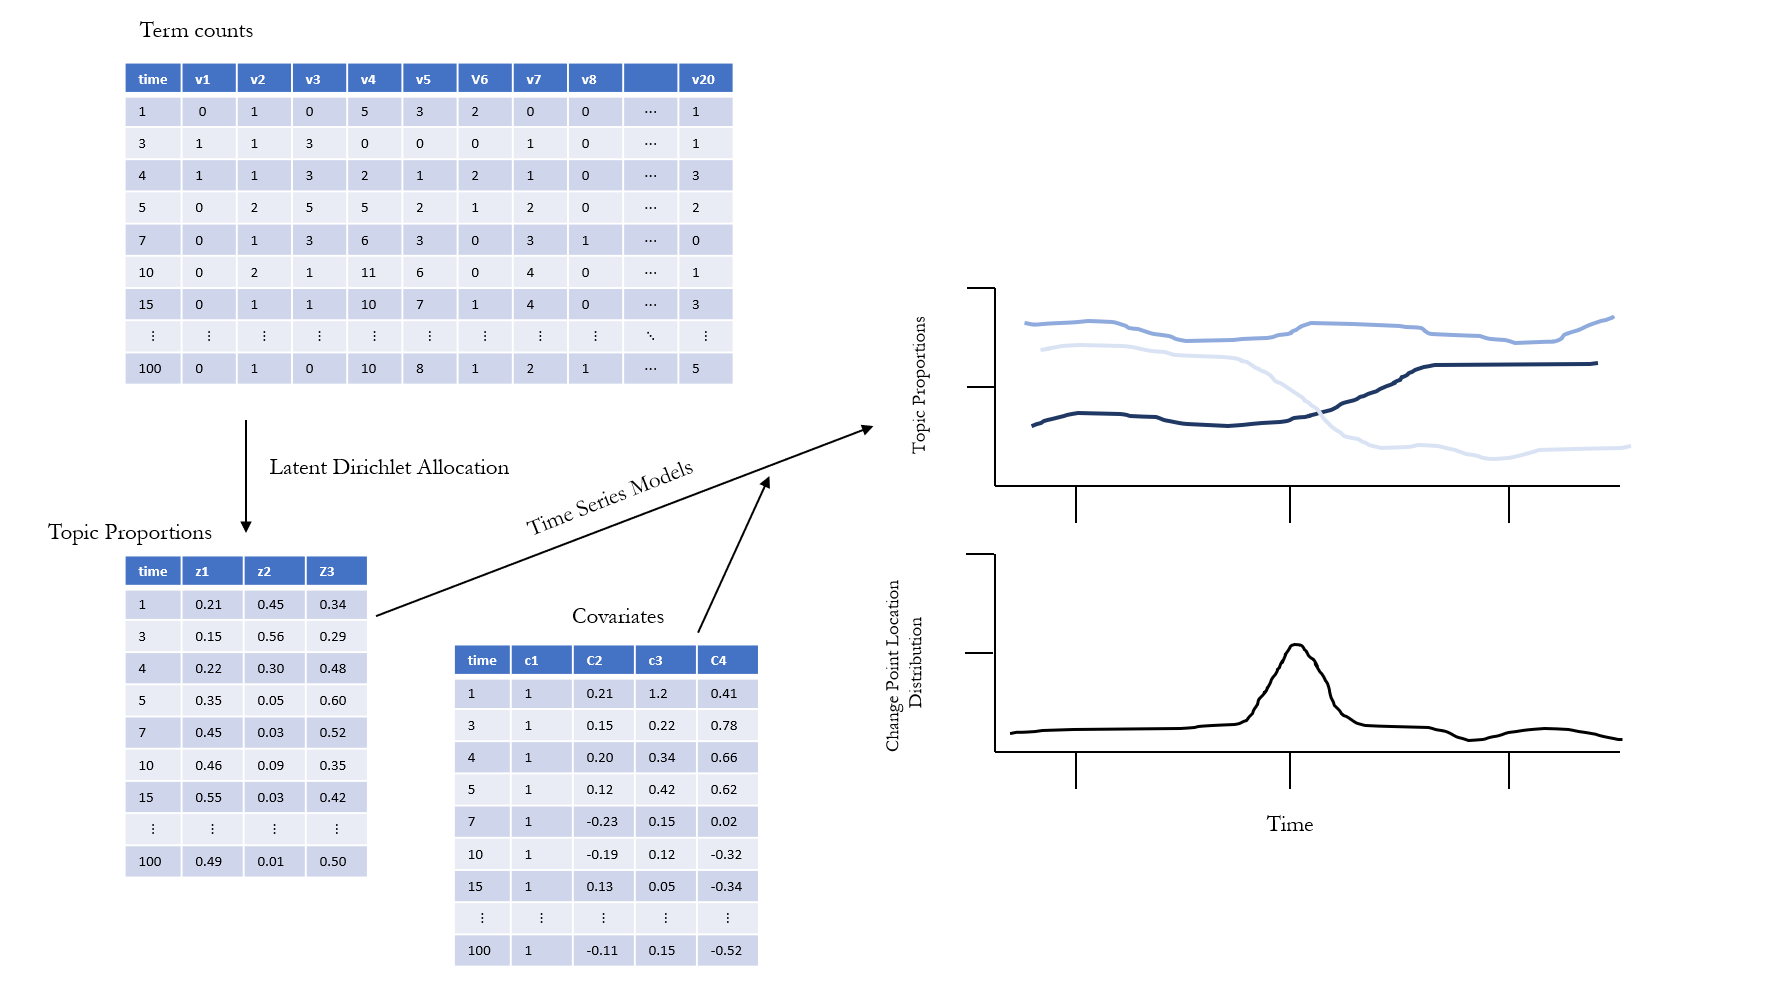 Term counts
time v1 v2 v3 v4 v5 V6 v7 v8 v20
1 0 1 0 5 3 2 0 0 ⋯ 1
3 1 1 3 0 0 0 1 0 ⋯ 1
4 1 1 3 2 1 2 1 0 ⋯ 3
5 0 2 5 5 2 1 2 0 ⋯ 2
7 0 1 3 6 3 0 3 1 ⋯ 0
10 0 2 1 11 6 0 4 0 ⋯ 1
15 0 1 1 10 7 1 4 0 ⋯ 3
⋮ ⋮ ⋮ ⋮ ⋮ ⋮ ⋮ ⋮ ⋮ ⋱ ⋮
100 0 1 0 10 8 1 2 1 ⋯ 5
Latent Dirichlet Allocation
Topic Proportions
time z1 z2 Z3
1 0.21 0.45 0.34
3 0.15 0.56 0.29
4 0.22 0.30 0.48
5 0.35 0.05 0.60
7 0.45 0.03 0.52
10 0.46 0.09 0.35
15 0.55 0.03 0.42
⋮ ⋮ ⋮ ⋮
100 0.49 0.01 0.50
Time Series Models
Covariates
time c1 C2 c3 C4
1 1 0.21 1.2 0.41
3 1 0.15 0.22 0.78
4 1 0.20 0.34 0.66
5 1 0.12 0.42 0.62
7 1 -0.23 0.15 0.02
10 1 -0.19 0.12 -0.32
15 1 0.13 0.05 -0.34
⋮ ⋮ ⋮ ⋮ ⋮
100 1 -0.11 0.15 -0.52
Topic Proportions
Change Point Location
Distribution
Time